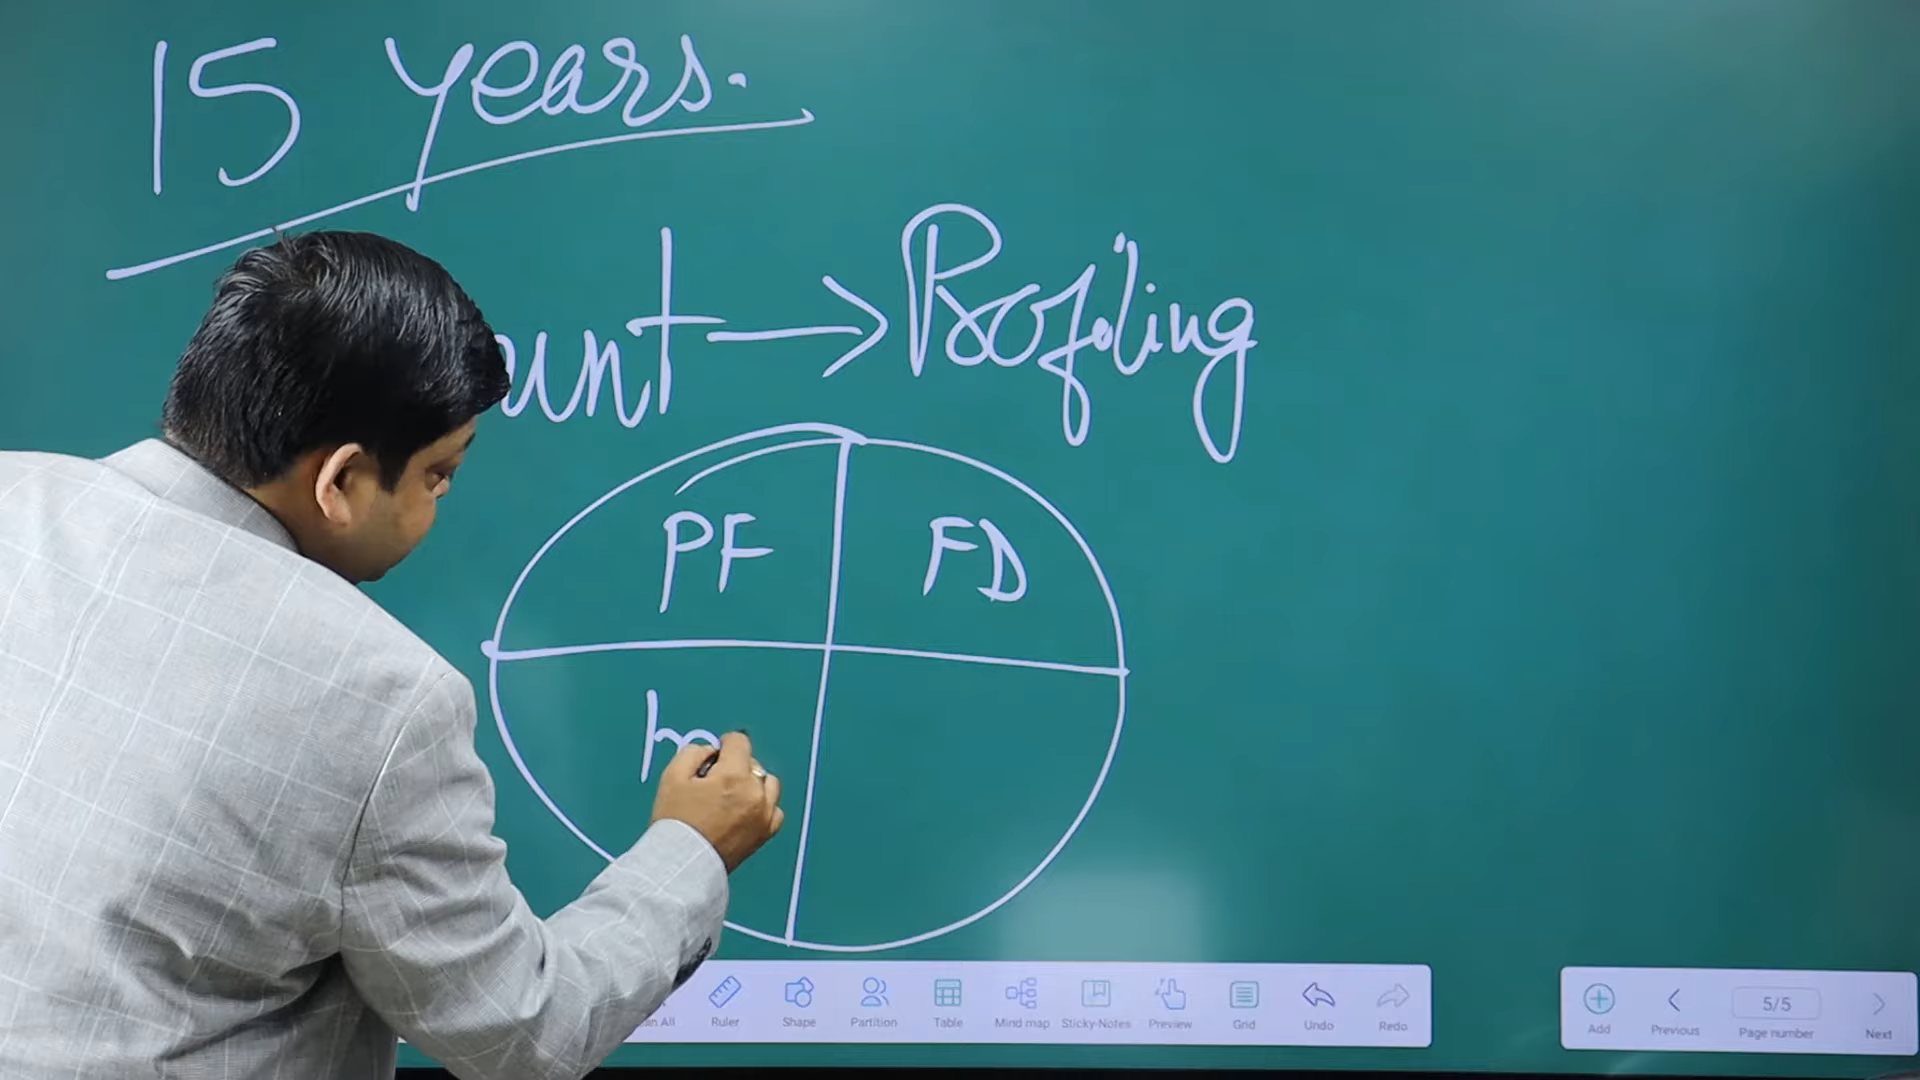 15 years.
unt → Profiling
PF FD
Ruler Shape Partition Table Mind map Sticky-Notes Preview Grid Undo Redo
Add Previous 5/5 Page number Next